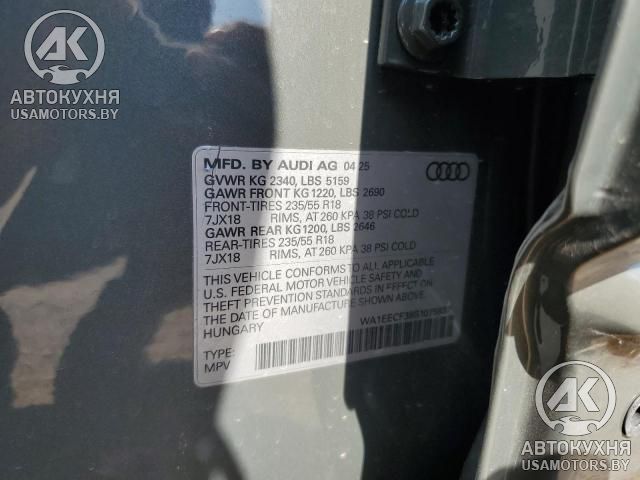 AK
АВТОКУХНЯ
USAMOTORS.BY
MFD. BY AUDI AG 04/25
GVWR KG 2340, LBS 5159
GAWR FRONT KG1220, LBS 2690
FRONT-TIRES 235/55 R18
7JX18 RIMS, AT 260 KPA 38 PSI COLD
GAWR REAR KG1200, LBS 2646
REAR-TIRES 235/55 R18
7JX18 RIMS, AT 260 KPA 38 PSI COLD
THIS VEHICLE CONFORMS TO ALL APPLICABLE
U.S. FEDERAL MOTOR VEHICLE SAFETY AND
THEFT PREVENTION STANDARDS IN EFFECT ON
THE DATE OF MANUFACTURE SHOWN ABOVE.
HUNGARY
TYPE:
MPV
AK
АВТОКУХНЯ
USAMOTORS.BY